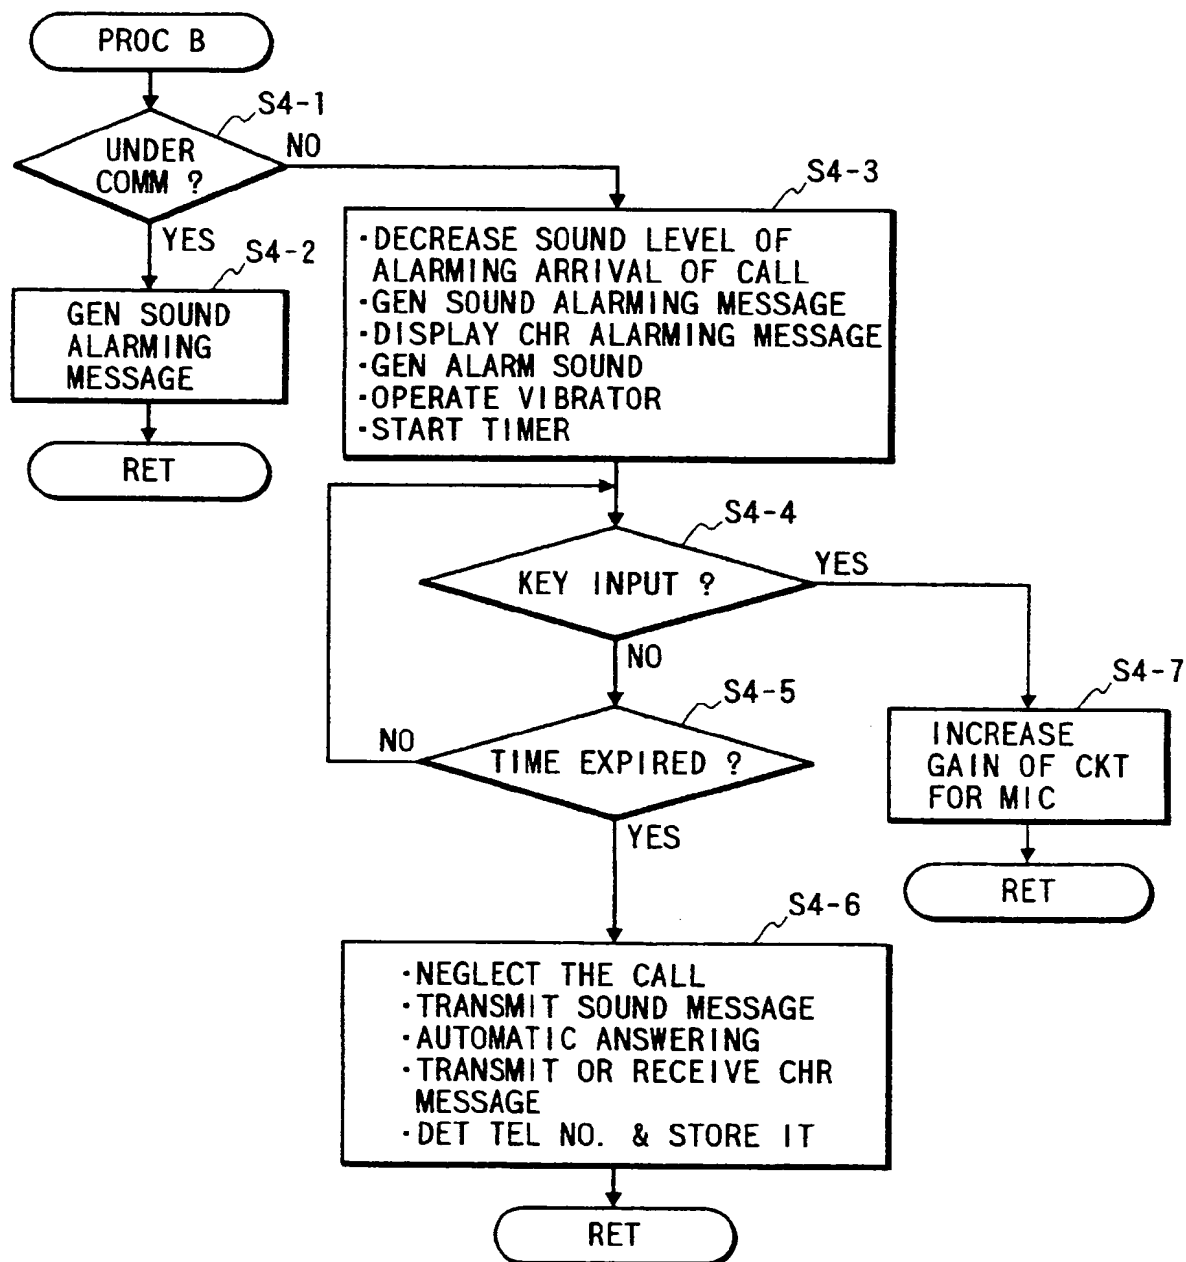 PROC B
S4-1
UNDER
COMM ?
NO
YES
S4-2
GEN SOUND
ALARMING
MESSAGE
RET
S4-3
·DECREASE SOUND LEVEL OF
ALARMING ARRIVAL OF CALL
·GEN SOUND ALARMING MESSAGE
·DISPLAY CHR ALARMING MESSAGE
·GEN ALARM SOUND
·OPERATE VIBRATOR
·START TIMER
S4-4
KEY INPUT ?
YES
NO
S4-5
TIME EXPIRED ?
NO
YES
S4-7
INCREASE
GAIN OF CKT
FOR MIC
RET
S4-6
·NEGLECT THE CALL
·TRANSMIT SOUND MESSAGE
·AUTOMATIC ANSWERING
·TRANSMIT OR RECEIVE CHR
MESSAGE
·DET TEL NO. & STORE IT
RET